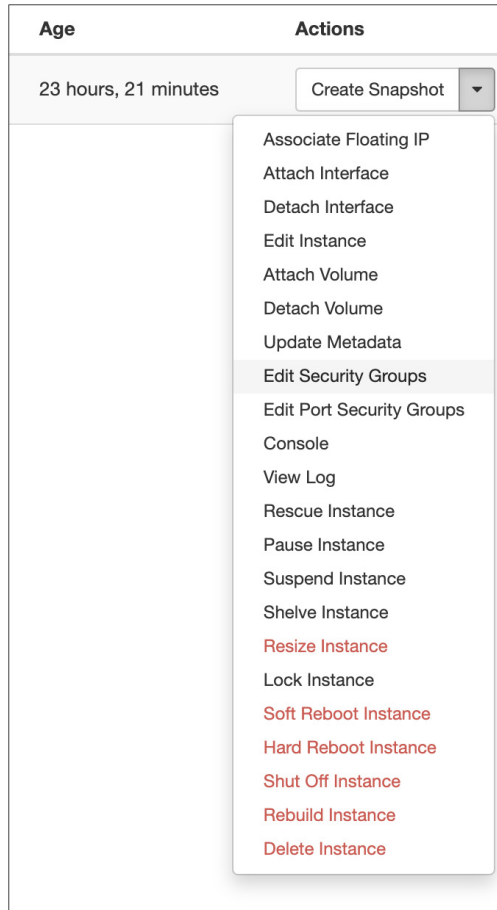 Age Actions
23 hours, 21 minutes Create Snapshot
Associate Floating IP
Attach Interface
Detach Interface
Edit Instance
Attach Volume
Detach Volume
Update Metadata
Edit Security Groups
Edit Port Security Groups
Console
View Log
Rescue Instance
Pause Instance
Suspend Instance
Shelve Instance
Resize Instance
Lock Instance
Soft Reboot Instance
Hard Reboot Instance
Shut Off Instance
Rebuild Instance
Delete Instance